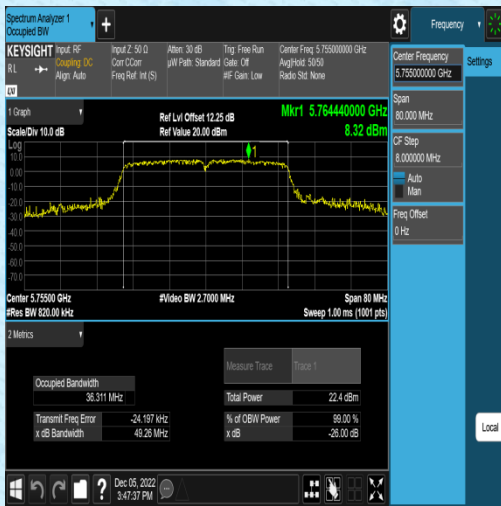 Spectrum Analyzer 1
Occupied BW
Frequency
KEYSIGHT
RL
LXI
Input: RF
Coupling: DC
Align: Auto
Input Z: 50 Ω
Corr CCorr
Freq Ref: Int (S)
Atten: 30 dB
µW Path: Standard
Trig: Free Run
Gate: Off
#IF Gain: Low
Center Freq: 5.755000000 GHz
Avg|Hold: 50/50
Radio Std: None
Center Frequency
5.755000000 GHz
Settings
Span
80.000 MHz
CF Step
8.000000 MHz
Auto
Man
Freq Offset
0 Hz
1 Graph
Scale/Div 10.0 dB
Ref Lvl Offset 12.25 dB
Ref Value 20.00 dBm
Mkr1 5.764440000 GHz
8.32 dBm
Log
10.0
0.00
-10.0
-20.0
-30.0
-40.0
-50.0
-60.0
-70.0
1
Center 5.75500 GHz
#Res BW 820.00 kHz
#Video BW 2.7000 MHz
Span 80 MHz
Sweep 1.00 ms (1001 pts)
2 Metrics
Measure Trace
Trace 1
Occupied Bandwidth
36.311 MHz
Total Power
22.4 dBm
Transmit Freq Error
-24.197 kHz
% of OBW Power
99.00 %
x dB Bandwidth
49.26 MHz
x dB
-26.00 dB
Local
?
Dec 05, 2022
3:47:37 PM